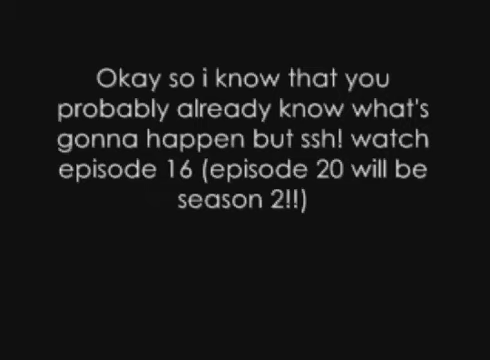 Okay so i know that you
probably already know what's
gonna happen but ssh! watch
episode 16 (episode 20 will be
season 2!!)